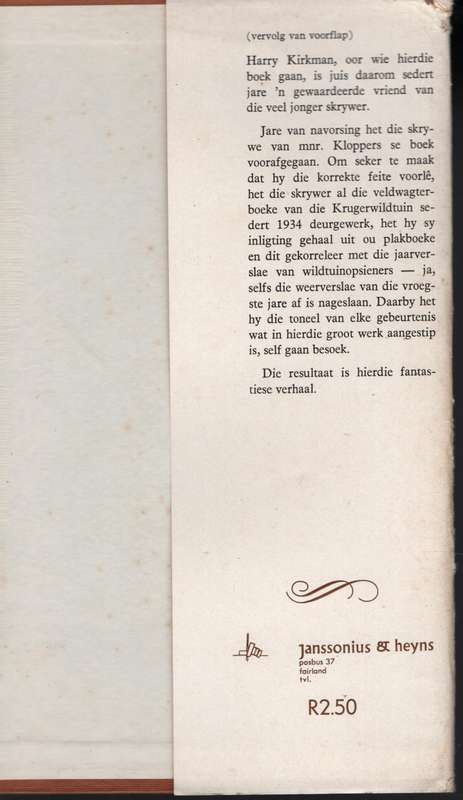 (vervolg van voorflap)
Harry Kirkman, oor wie hierdie
boek gaan, is juis daarom sedert
jare 'n gewaardeerde vriend van
die veel jonger skrywer.
Jare van navorsing het die skry-
we van mnr. Kloppers se boek
voorafgegaan. Om seker te maak
dat hy die korrekte feite voorlê,
het die skrywer al die veldwagter-
boeke van die Krugerwildtuin se-
dert 1934 deurgewerk, het hy sy
inligting gehaal uit ou plakboeke
en dit gekorreleer met die jaarver-
slae van wildtuinopsieners — ja,
selfs die weerverslae van die vroeg-
ste jare af is nageslaan. Daarby het
hy die toneel van elke gebeurtenis
wat in hierdie groot werk aangestip
is, self gaan besoek.
Die resultaat is hierdie fantas-
tiese verhaal.
Janssonius & heyns
posbus 37
fairland
tvl.
R2.50